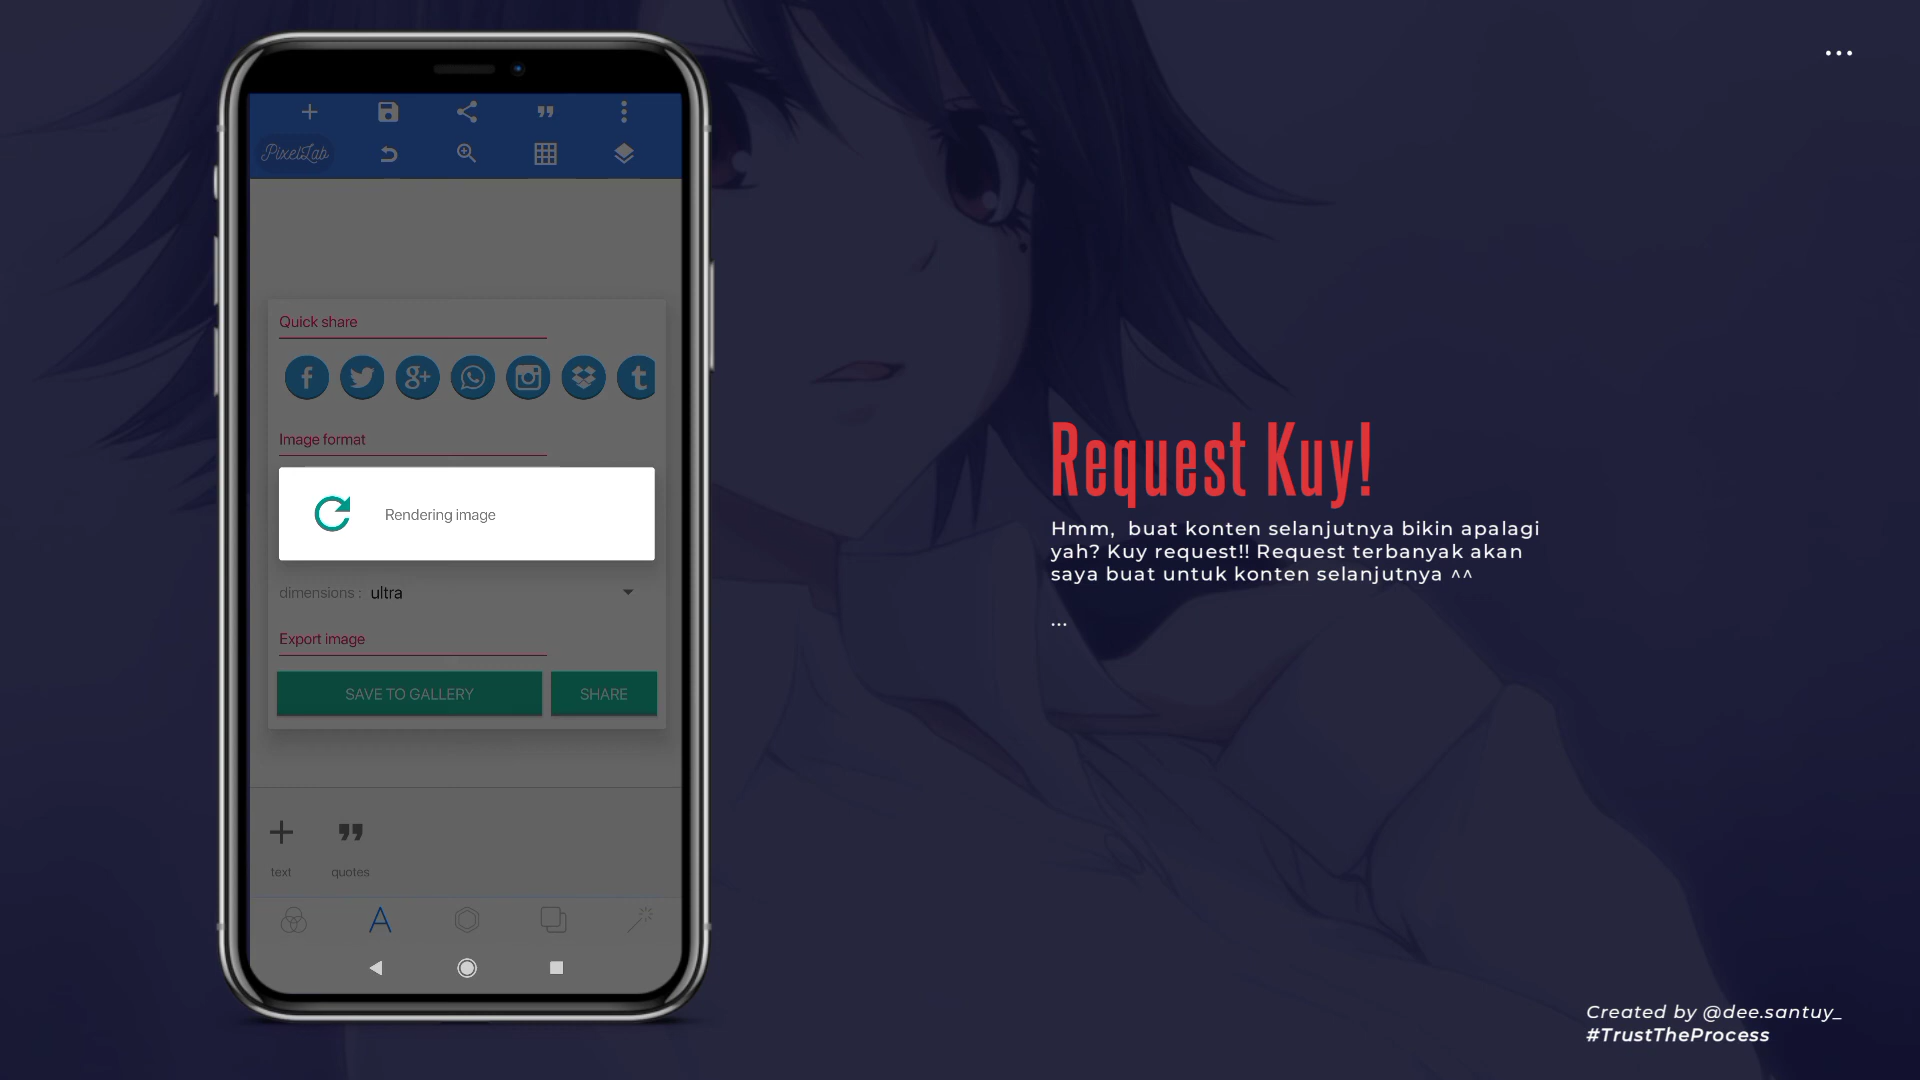 PixelLab
Quick share
Image format
Rendering image
dimensions : ultra
Export image
SAVE TO GALLERY SHARE
text quotes
...
Request Kuy!
Hmm, buat konten selanjutnya bikin apalagi
yah? Kuy request!! Request terbanyak akan
saya buat untuk konten selanjutnya ^^
...
Created by @dee.santuy_
#TrustTheProcess